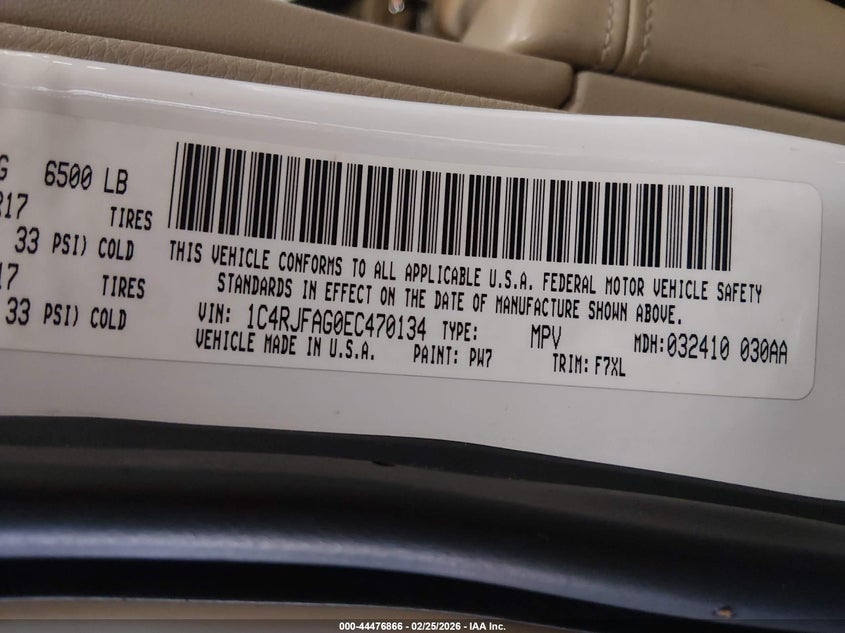 G 6500 LB
R17 TIRES
33 PSI) COLD
17 TIRES
33 PSI) COLD
THIS VEHICLE CONFORMS TO ALL APPLICABLE U.S.A. FEDERAL MOTOR VEHICLE SAFETY
STANDARDS IN EFFECT ON THE DATE OF MANUFACTURE SHOWN ABOVE.
VIN: 1C4RJFAG0EC470134 TYPE: MPV MDH:032410 030AA
VEHICLE MADE IN U.S.A. PAINT: PW7 TRIM: F7XL
000-44476866 - 02/25/2026 - IAA Inc.